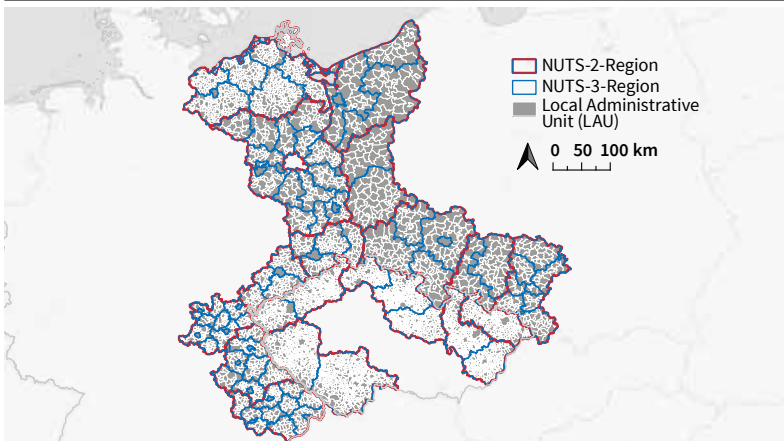 NUTS-2-Region
NUTS-3-Region
Local Administrative
Unit (LAU)
0 50 100 km